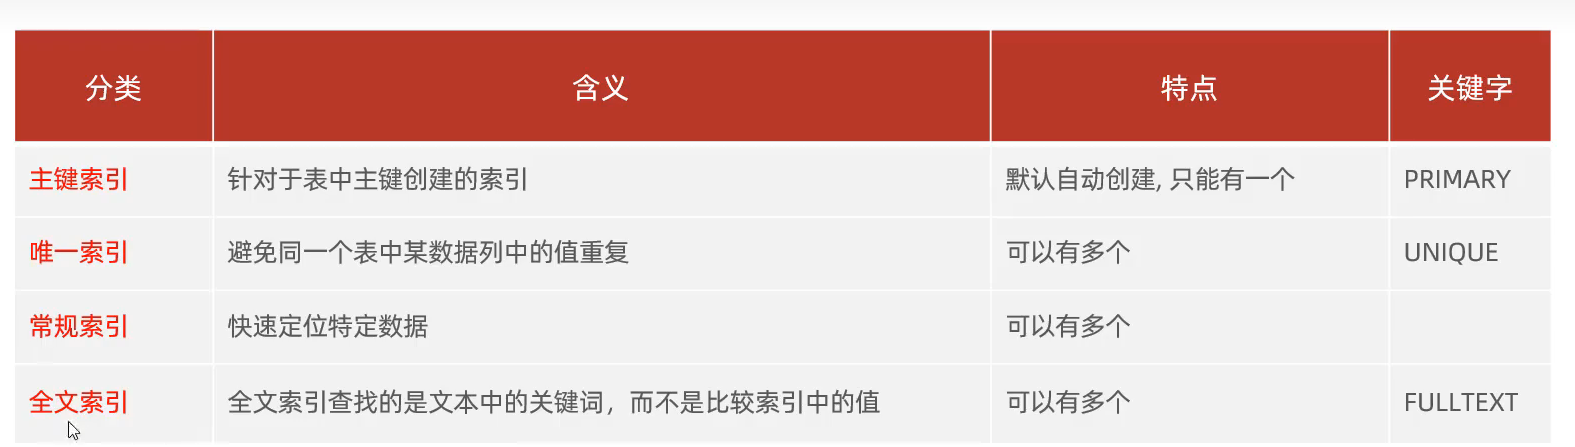 分类 含义 特点 关键字
主键索引 针对于表中主键创建的索引 默认自动创建, 只能有一个 PRIMARY
唯一索引 避免同一个表中某数据列中的值重复 可以有多个 UNIQUE
常规索引 快速定位特定数据 可以有多个
全文索引 全文索引查找的是文本中的关键词，而不是比较索引中的值 可以有多个 FULLTEXT